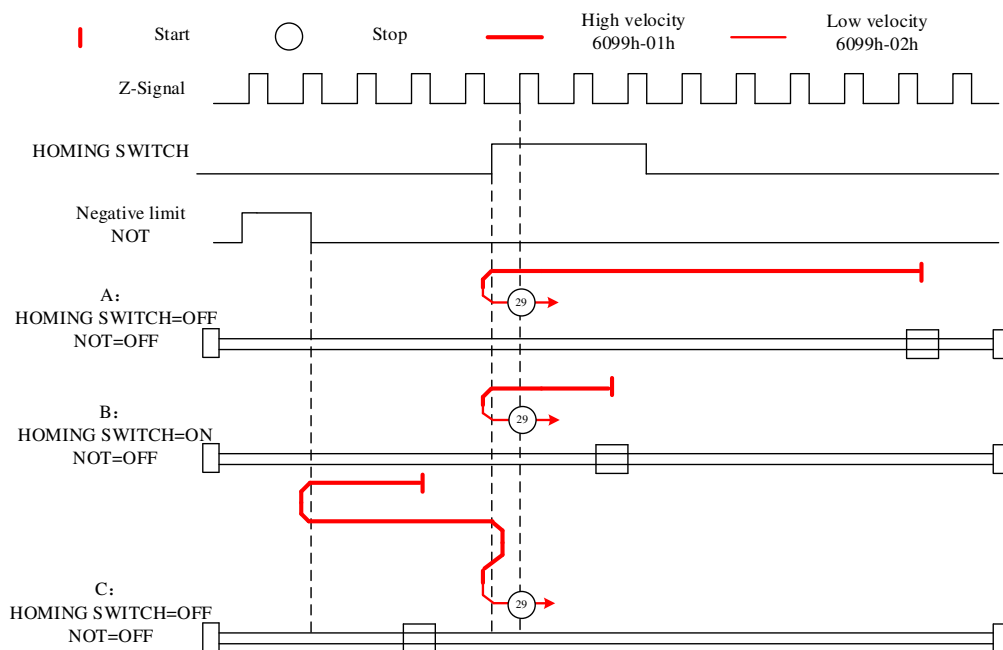 Start
Stop
High velocity
6099h-01h
Low velocity
6099h-02h
Z-Signal
HOMING SWITCH
Negative limit
NOT
A：
HOMING SWITCH=OFF
NOT=OFF
29
B：
HOMING SWITCH=ON
NOT=OFF
29
C：
HOMING SWITCH=OFF
NOT=OFF
29